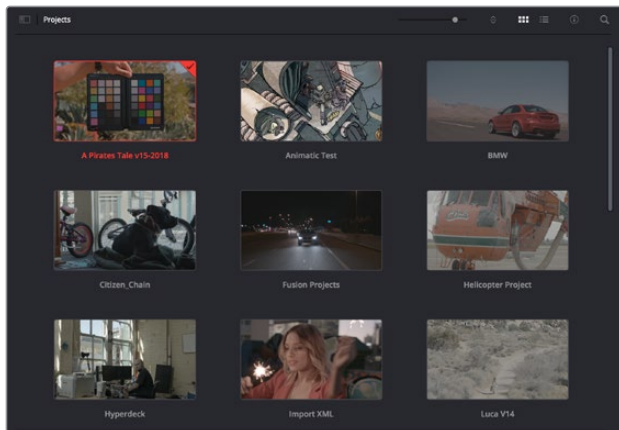 Projects
A Pirates Tale v15-2018
Animatic Test
BMW
Citizen_Chain
Fusion Projects
Helicopter Project
Hyperdeck
Import XML
Luca V14